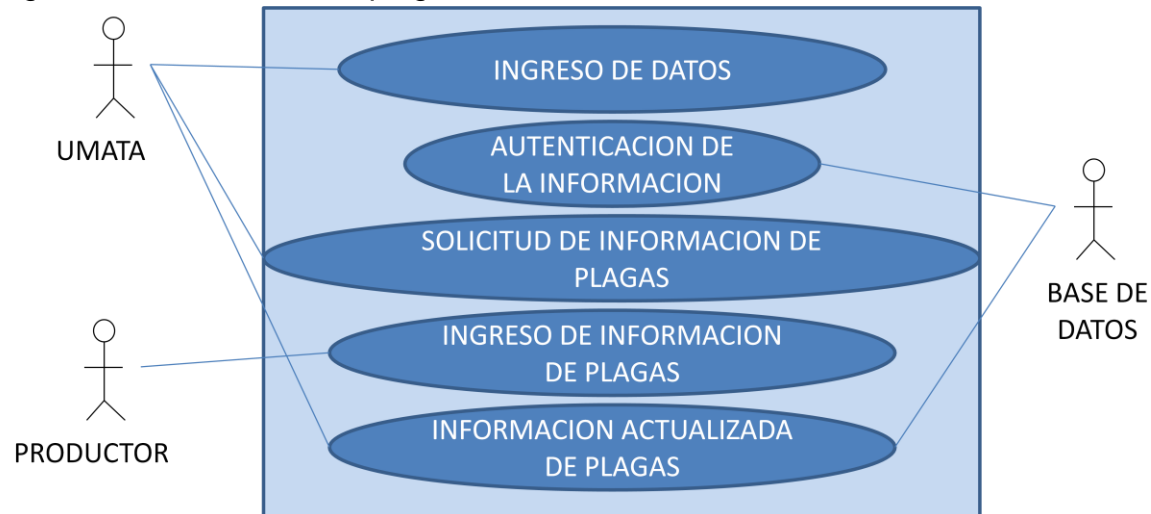 INGRESO DE DATOS
UMATA
AUTENTICACION DE
LA INFORMACION
SOLICITUD DE INFORMACION DE
PLAGAS
BASE DE
DATOS
INGRESO DE INFORMACION
DE PLAGAS
PRODUCTOR
INFORMACION ACTUALIZADA
DE PLAGAS